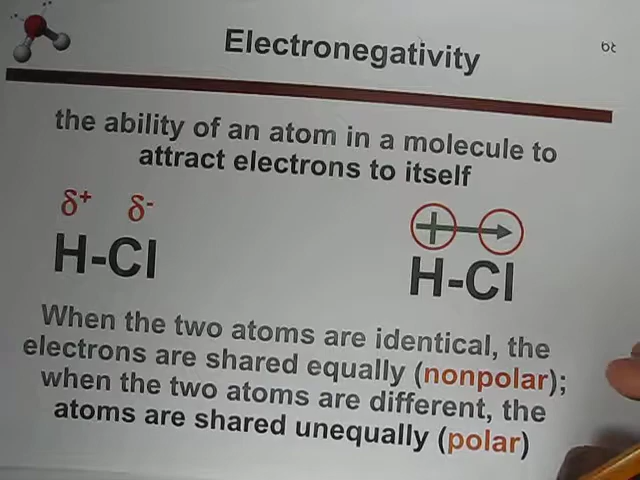 Electronegativity
the ability of an atom in a molecule to
attract electrons to itself
δ+ δ-
H-Cl
H-Cl
When the two atoms are identical, the
electrons are shared equally (nonpolar);
when the two atoms are different, the
atoms are shared unequally (polar)